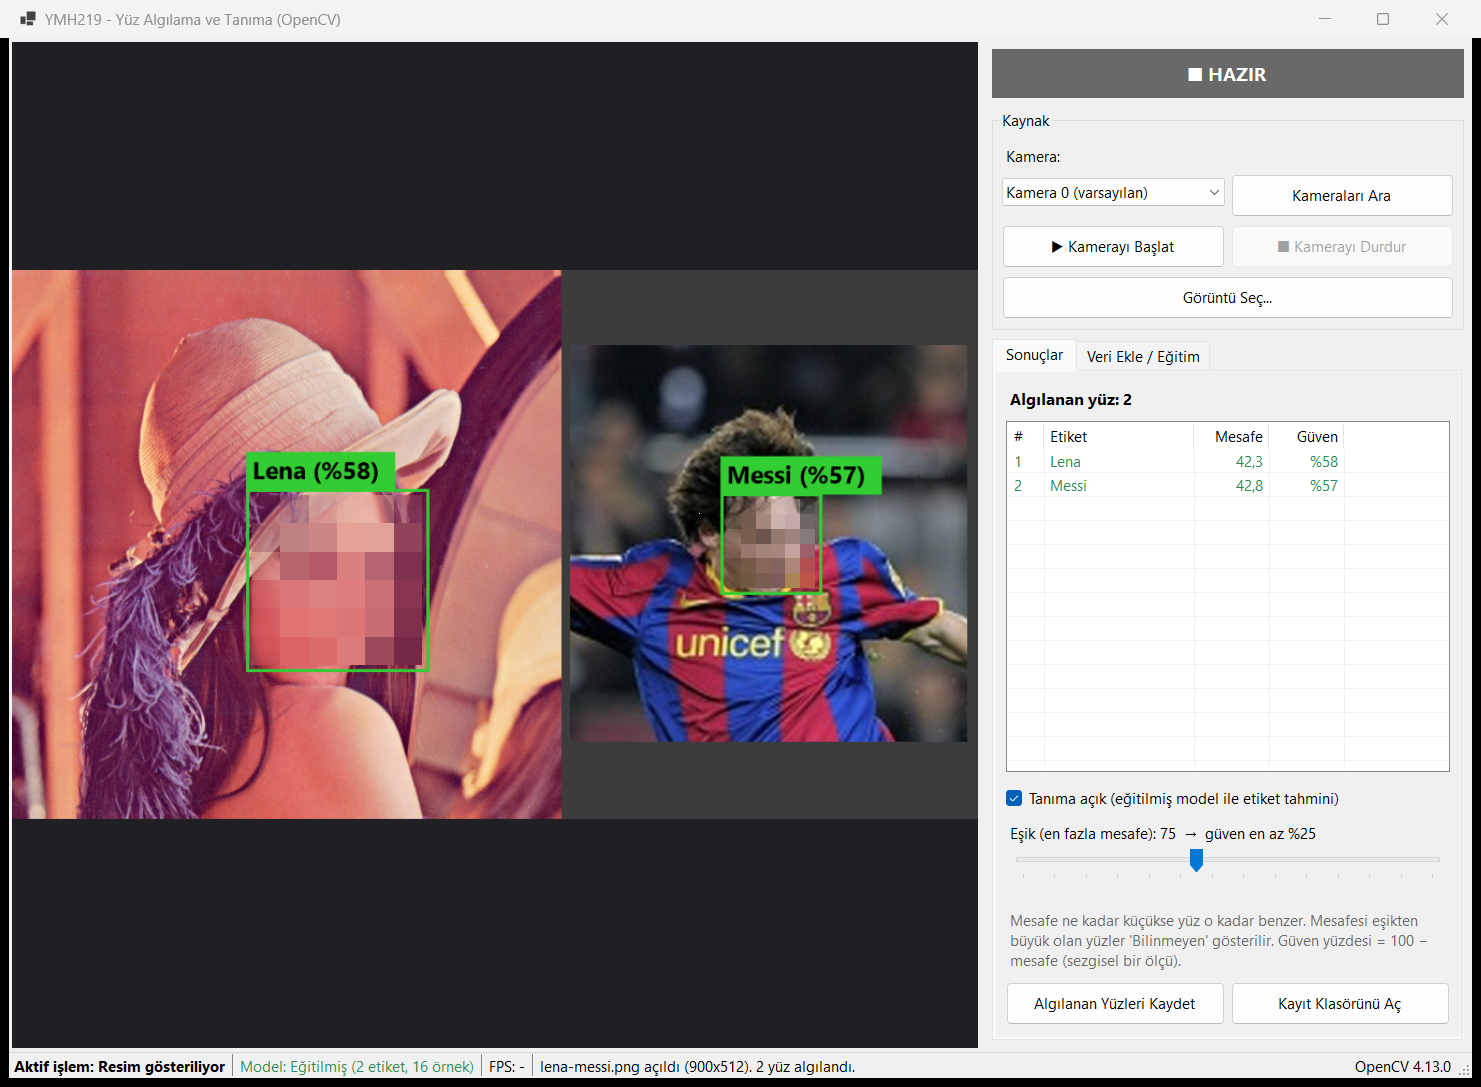 YMH219 - Yüz Algılama ve Tanıma (OpenCV)
■ HAZIR
Kaynak
Kamera:
Kamera 0 (varsayılan)
Kameraları Ara
▶ Kamerayı Başlat
■ Kamerayı Durdur
Görüntü Seç...
Lena (%58)
Messi (%57)
unicef
Sonuçlar
Veri Ekle / Eğitim
Algılanan yüz: 2
# Etiket Mesafe Güven
1 Lena 42,3 %58
2 Messi 42,8 %57
Tanıma açık (eğitilmiş model ile etiket tahmini)
Eşik (en fazla mesafe): 75 → güven en az %25
Mesafe ne kadar küçükse yüz o kadar benzer. Mesafesi eşikten
büyük olan yüzler 'Bilinmeyen' gösterilir. Güven yüzdesi = 100 −
mesafe (sezgisel bir ölçü).
Algılanan Yüzleri Kaydet
Kayıt Klasörünü Aç
Aktif işlem: Resim gösteriliyor
Model: Eğitilmiş (2 etiket, 16 örnek)
FPS: -
lena-messi.png açıldı (900x512). 2 yüz algılandı.
OpenCV 4.13.0